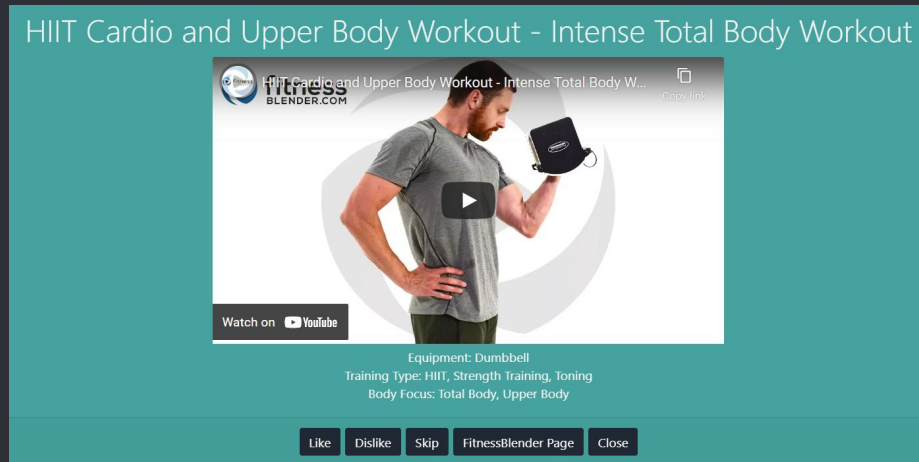 HIIT Cardio and Upper Body Workout - Intense Total Body Workout
fitness
BLENDER.COM
HIIT Cardio and Upper Body Workout - Intense Total Body W...
Copy link
Watch on YouTube
Equipment: Dumbbell
Training Type: HIIT, Strength Training, Toning
Body Focus: Total Body, Upper Body
Like Dislike Skip FitnessBlender Page Close